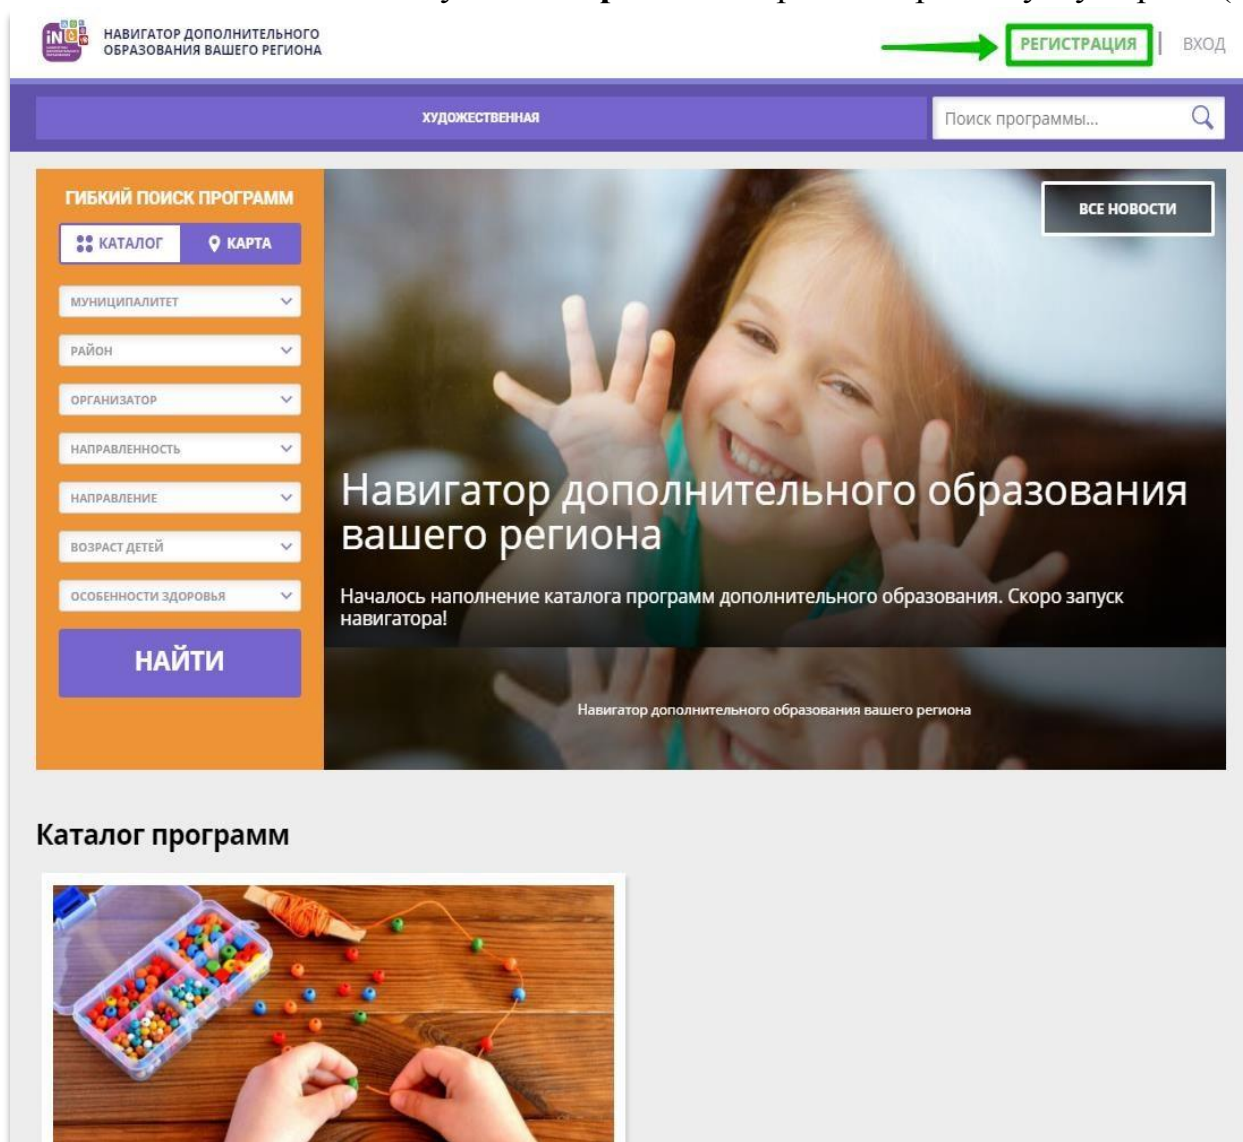 НАВИГАТОР ДОПОЛНИТЕЛЬНОГО
ОБРАЗОВАНИЯ ВАШЕГО РЕГИОНА
РЕГИСТРАЦИЯ | ВХОД
ХУДОЖЕСТВЕННАЯ
Поиск программы...
ГИБКИЙ ПОИСК ПРОГРАММ
КАТАЛОГ
КАРТА
МУНИЦИПАЛИТЕТ
РАЙОН
ОРГАНИЗАТОР
НАПРАВЛЕННОСТЬ
НАПРАВЛЕНИЕ
ВОЗРАСТ ДЕТЕЙ
ОСОБЕННОСТИ ЗДОРОВЬЯ
НАЙТИ
ВСЕ НОВОСТИ
Навигатор дополнительного образования
вашего региона
Началось наполнение каталога программ дополнительного образования. Скоро запуск
навигатора!
Навигатор дополнительного образования вашего региона
Каталог программ